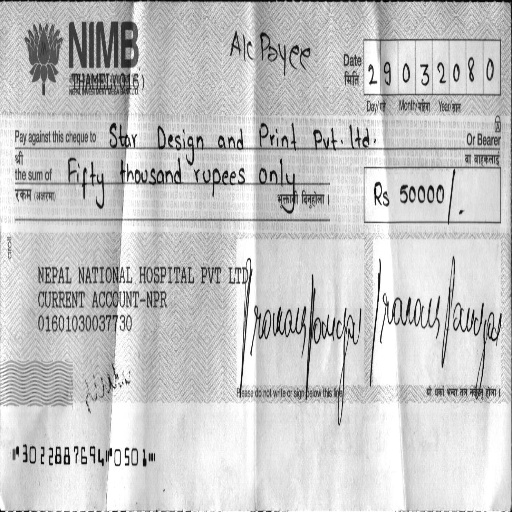 NIMB
A/c Payee
THAMEL (015)
Date
मिति
2 9 0 3 2 0 8 0
Day/गते Month/महिना Year/साल
Pay against this cheque to Star Design and Print Pvt. ltd. Or Bearer
श्री वा वाहकलाई
the sum of Fifty thousand rupees only
रकम (अक्षरमा) भुक्तानी दिनुहोला ।
Rs 50000/.
NEPAL NATIONAL HOSPITAL PVT LTD
CURRENT ACCOUNT-NPR
01601030037730
Please do not write or sign below this line
⑈3022887694⑈0501⑈